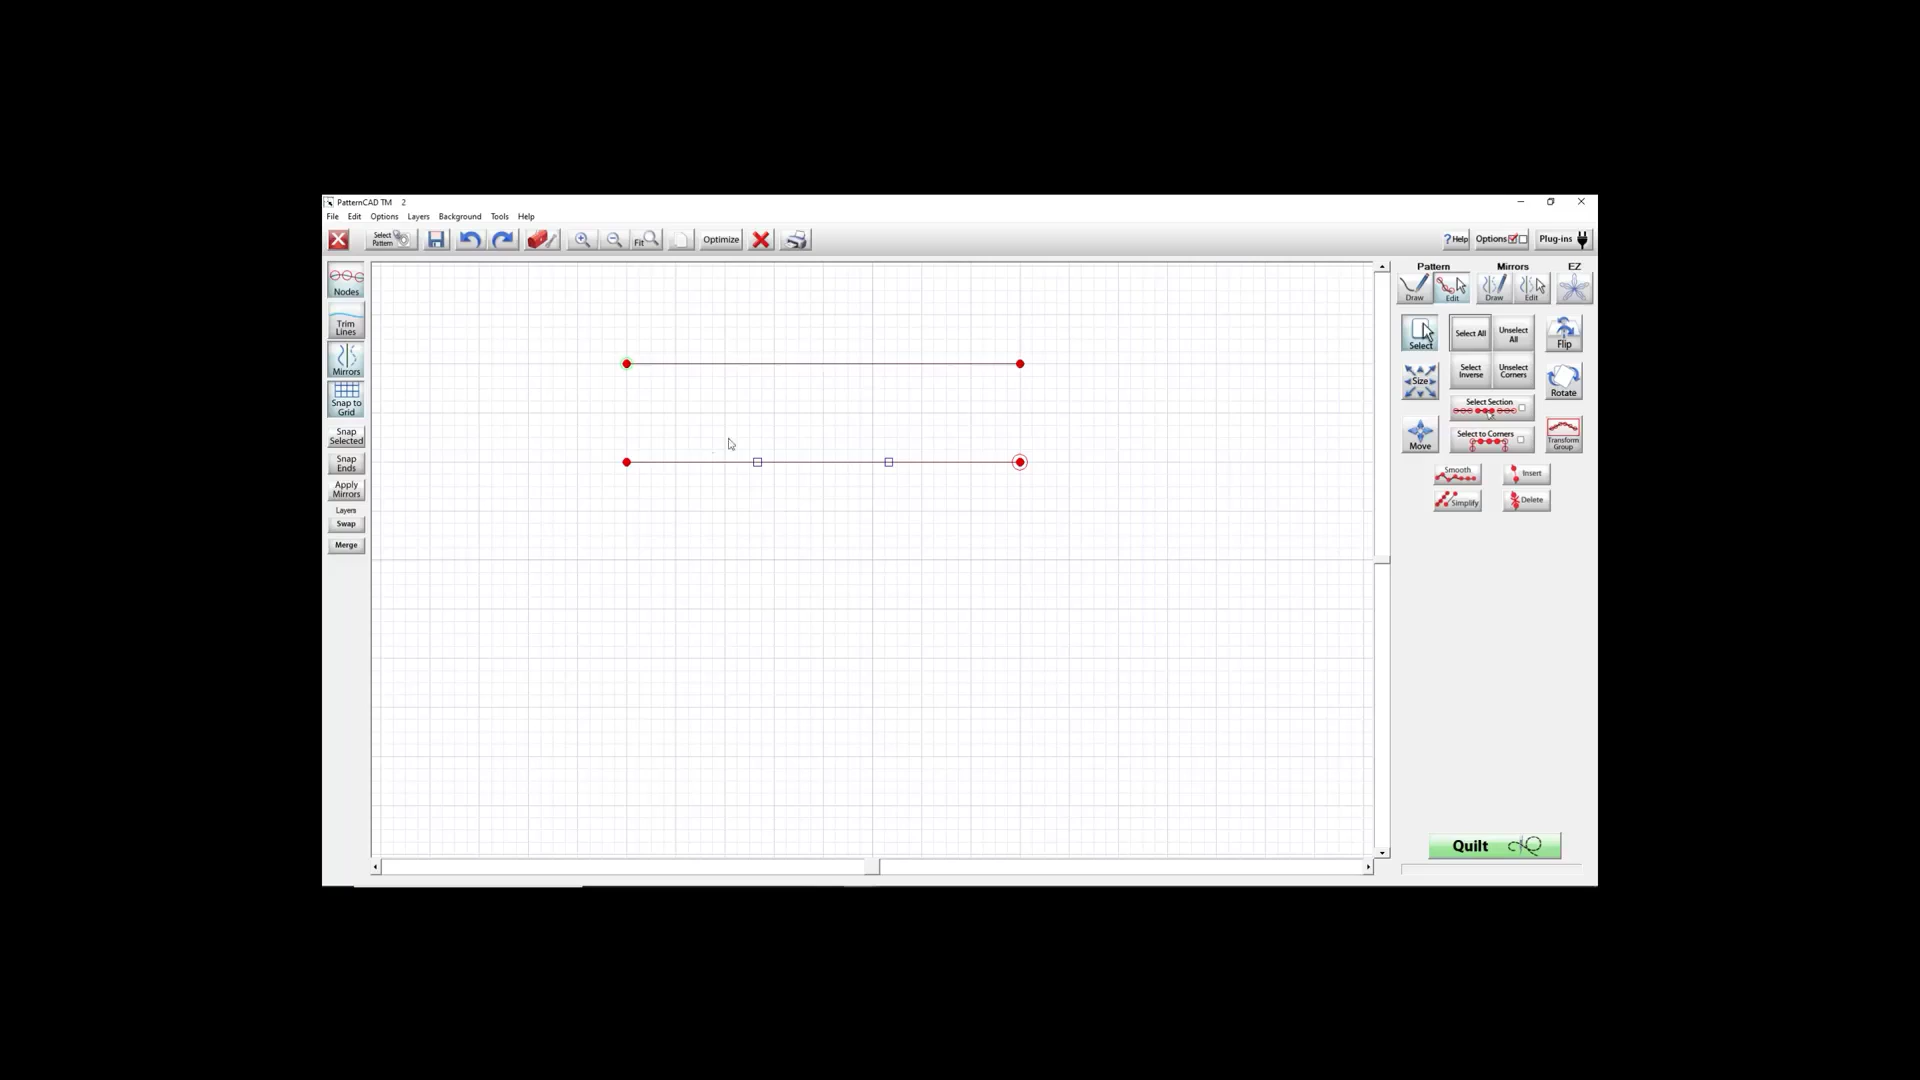 PatternCAD TM 2
File Edit Options Layers Background Tools Help
Select
Pattern
Fit
Optimize
? Help
Options
Plug-ins
Nodes
Trim
Lines
Mirrors
Snap to
Grid
Snap
Selected
Snap
Ends
Apply
Mirrors
Layers
Swap
Merge
Pattern Mirrors EZ
Draw Edit Draw Edit
Select
Select All
Unselect
All
Flip
Size
Select
Inverse
Unselect
Corners
Rotate
Select Section
Move
Select to Corners
Transform
Group
Smooth
Insert
Simplify
Delete
Quilt